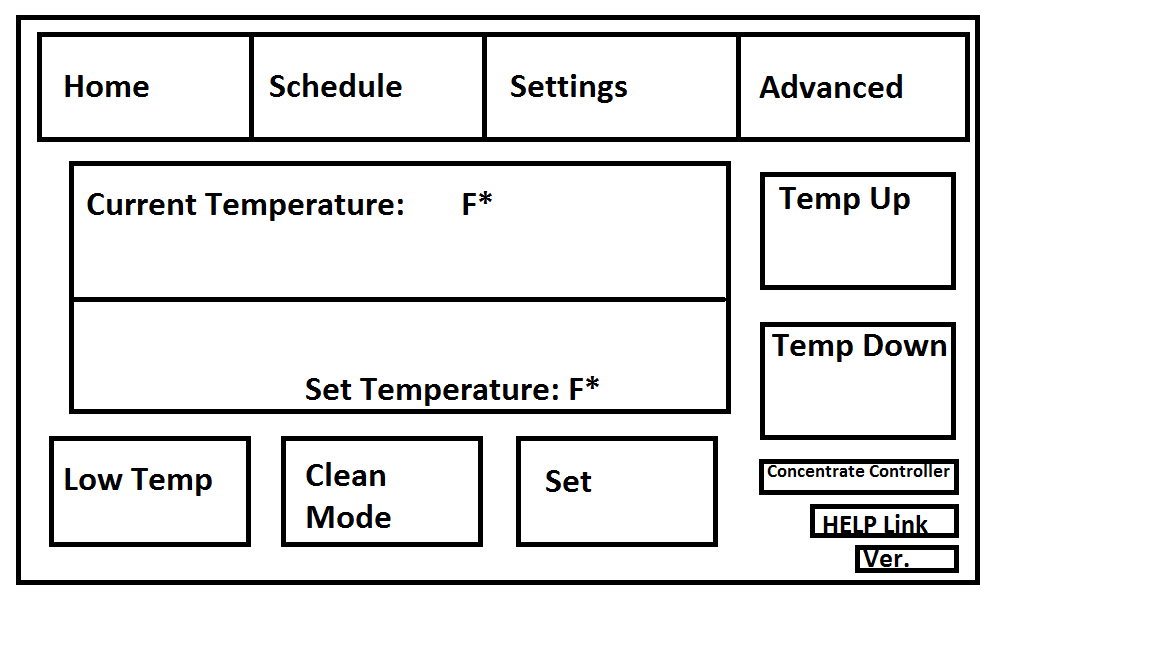 Home
Schedule
Settings
Advanced
Current Temperature: F*
Temp Up
Temp Down
Set Temperature: F*
Low Temp
Clean
Mode
Set
Concentrate Controller
HELP Link
Ver.